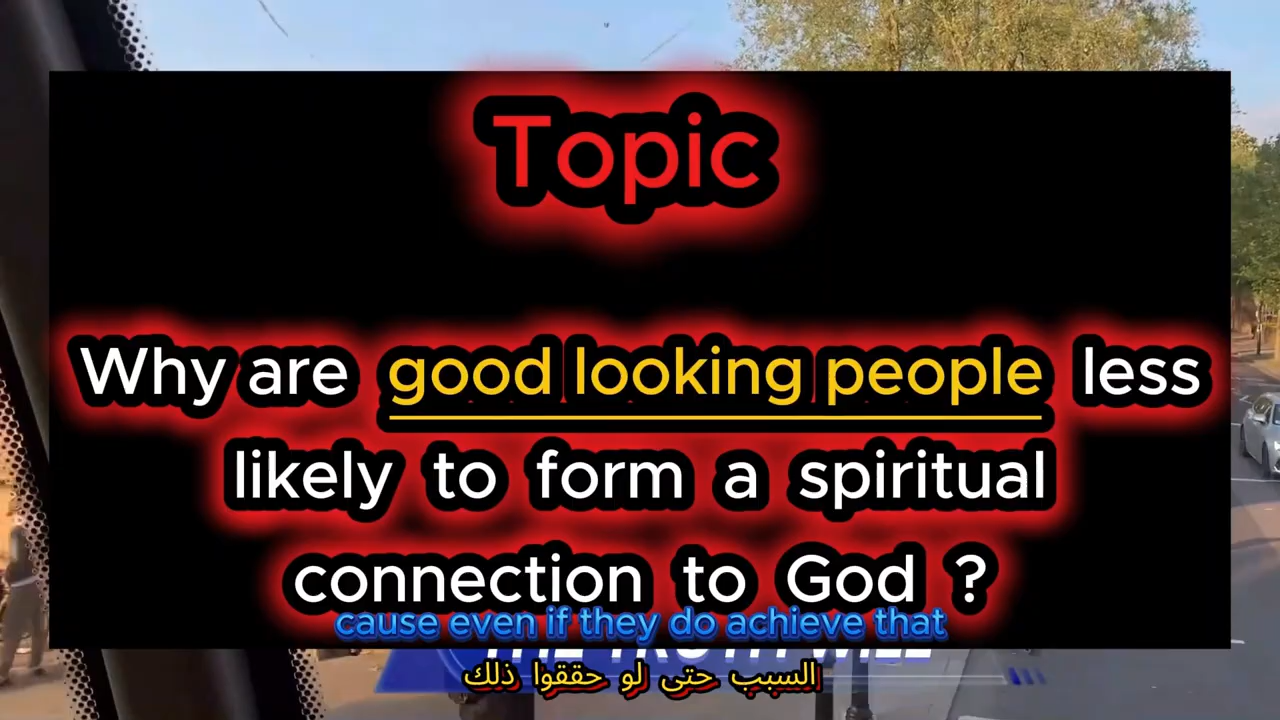 Topic
Why are good looking people less
likely to form a spiritual
connection to God ?
cause even if they do achieve that
السبب حتى لو حققوا ذلك